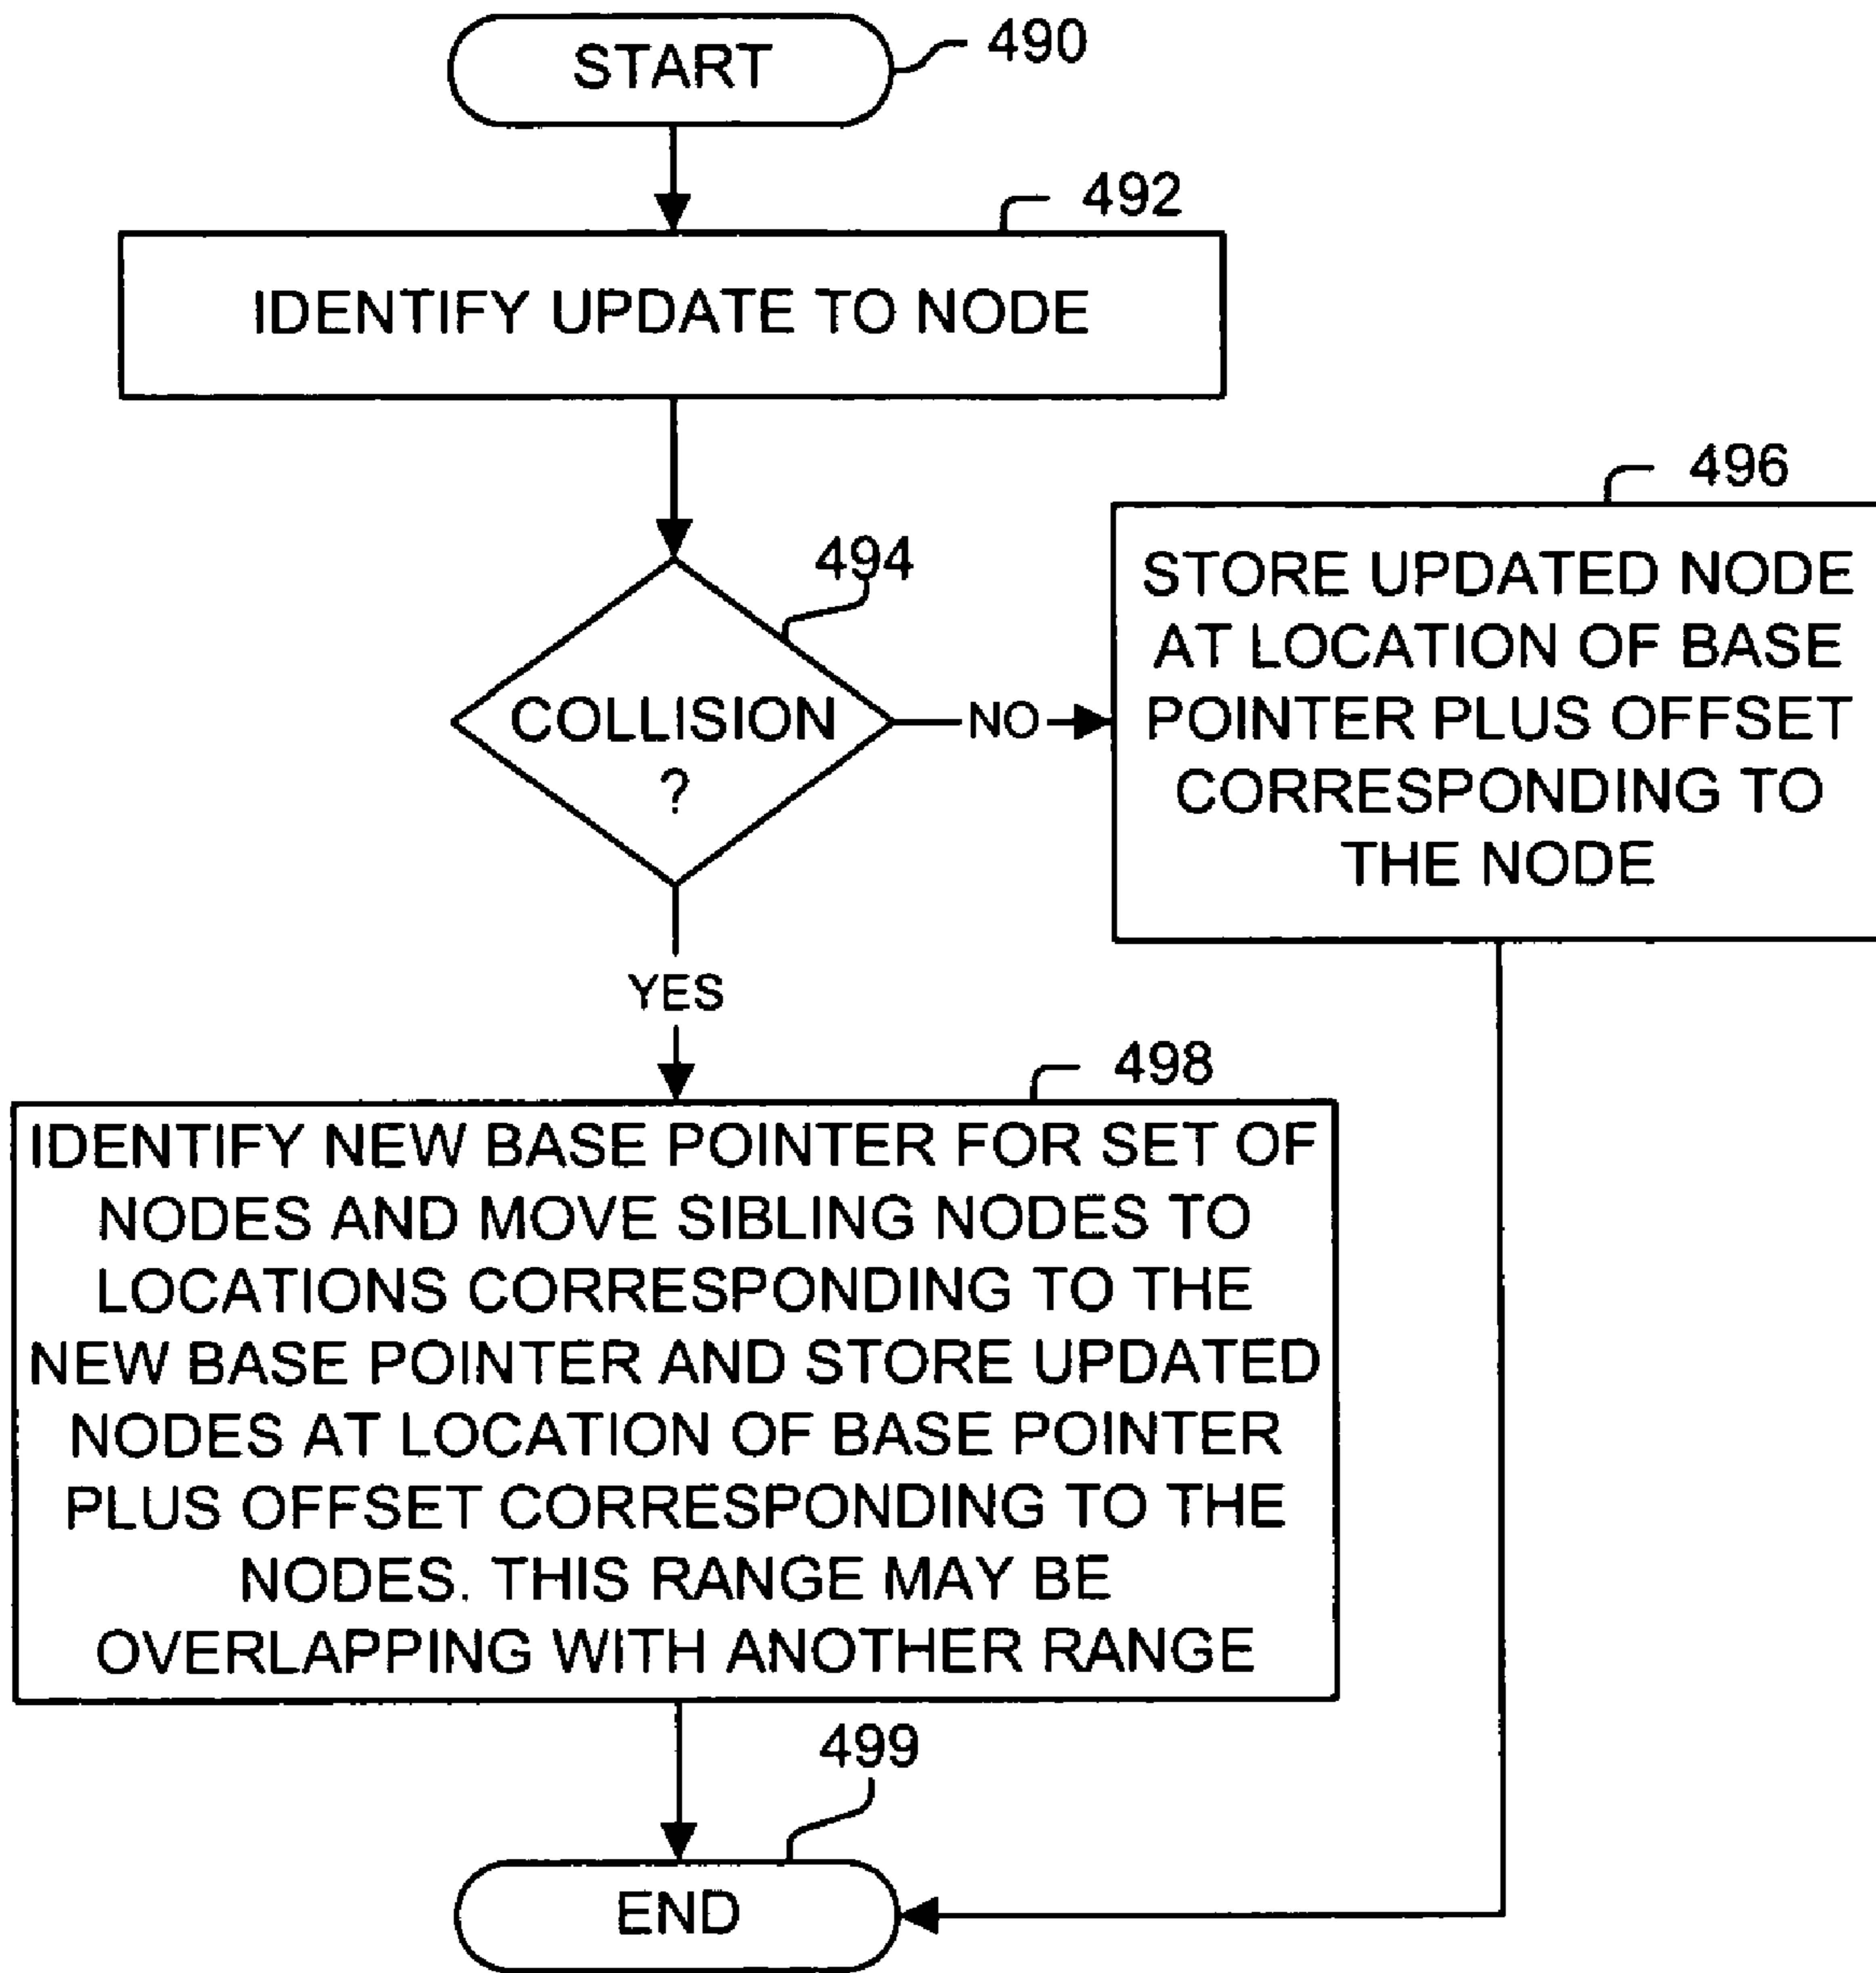 START
490
492
IDENTIFY UPDATE TO NODE
494
COLLISION
?
NO
496
STORE UPDATED NODE
AT LOCATION OF BASE
POINTER PLUS OFFSET
CORRESPONDING TO
THE NODE
YES
498
IDENTIFY NEW BASE POINTER FOR SET OF
NODES AND MOVE SIBLING NODES TO
LOCATIONS CORRESPONDING TO THE
NEW BASE POINTER AND STORE UPDATED
NODES AT LOCATION OF BASE POINTER
PLUS OFFSET CORRESPONDING TO THE
NODES. THIS RANGE MAY BE
OVERLAPPING WITH ANOTHER RANGE
499
END